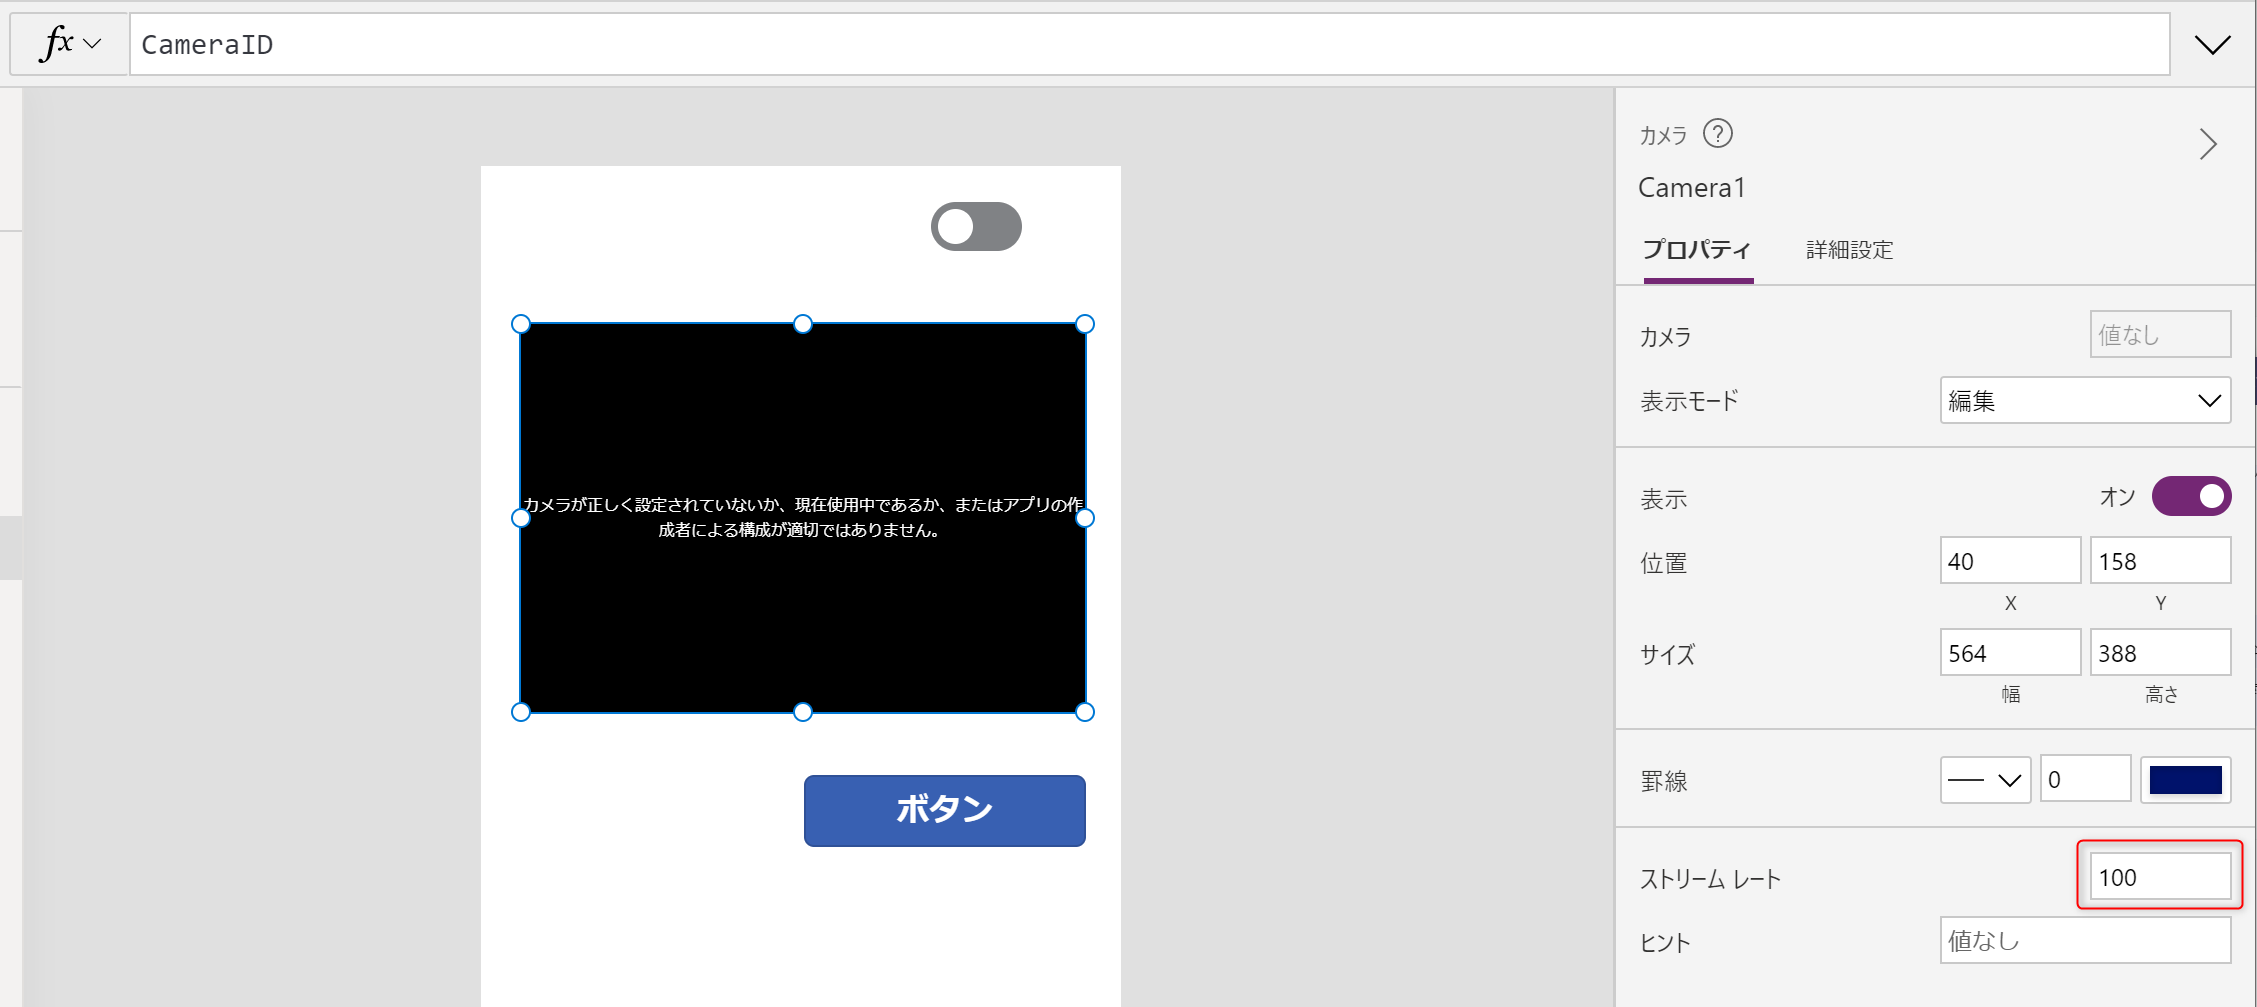 fx
CameraID
カメラ ?
Camera1
プロパティ 詳細設定
カメラ 値なし
表示モード 編集
表示 オン
位置 40 158
X Y
サイズ 564 388
幅 高さ
罫線 0
ストリーム レート 100
ヒント 値なし
カメラが正しく設定されていないか、現在使用中であるか、またはアプリの作
成者による構成が適切ではありません。
ボタン